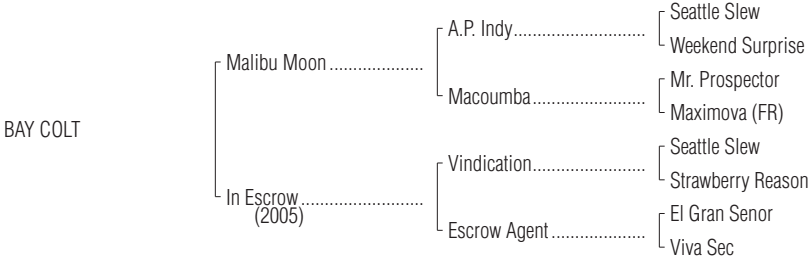 Seattle Slew
A.P. Indy..............................
Weekend Surprise
Malibu Moon .....................
Mr. Prospector
Macoumba..........................
Maximova (FR)
BAY COLT
Seattle Slew
Vindication..........................
Strawberry Reason
In Escrow............................
(2005)
El Gran Senor
Escrow Agent .....................
Viva Sec